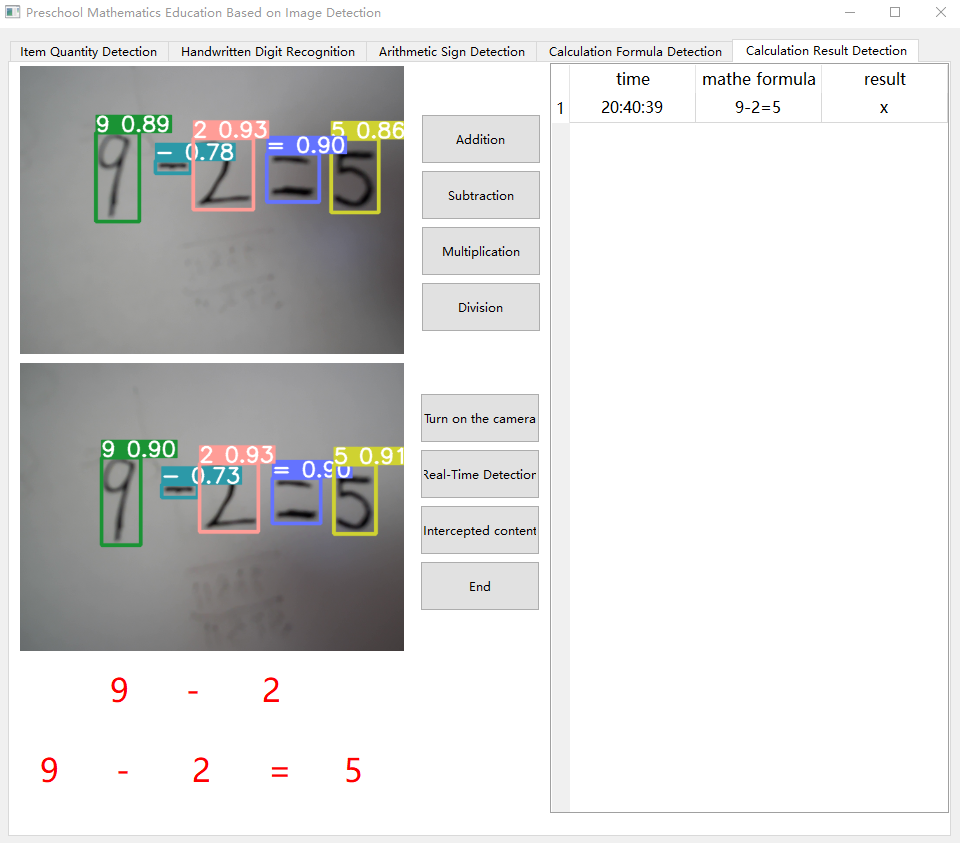 Preschool Mathematics Education Based on Image Detection
Item Quantity Detection Handwritten Digit Recognition Arithmetic Sign Detection Calculation Formula Detection Calculation Result Detection
9 0.89 - 0.78 2 0.93 = 0.90 5 0.86
9 - 2 = 5
9 0.90 - 0.73 2 0.93 = 0.90 5 0.91
9 - 2 = 5
9 - 2
9 - 2 = 5
Addition
Subtraction
Multiplication
Division
Turn on the camera
Real-Time Detection
Intercepted content
End
time mathe formula result
1 20:40:39 9-2=5 x